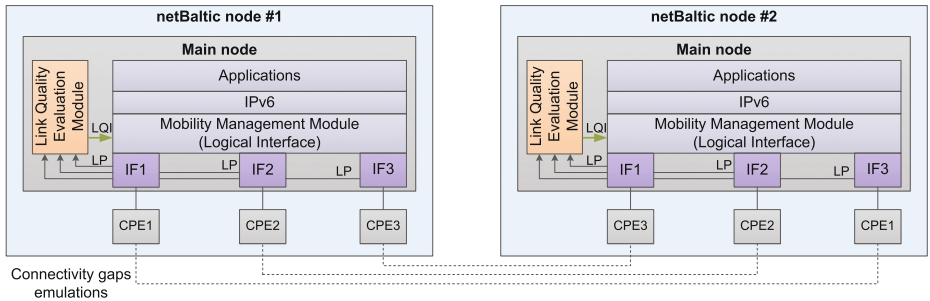 netBaltic node #1
Main node
Link Quality
Evaluation
Module
Applications
IPv6
LQI
Mobility Management Module
(Logical Interface)
LP
IF1
LP
IF2
LP
IF3
CPE1
CPE2
CPE3
netBaltic node #2
Main node
Link Quality
Evaluation
Module
Applications
IPv6
LQI
Mobility Management Module
(Logical Interface)
LP
IF1
LP
IF2
LP
IF3
CPE3
CPE2
CPE1
Connectivity gaps
emulations